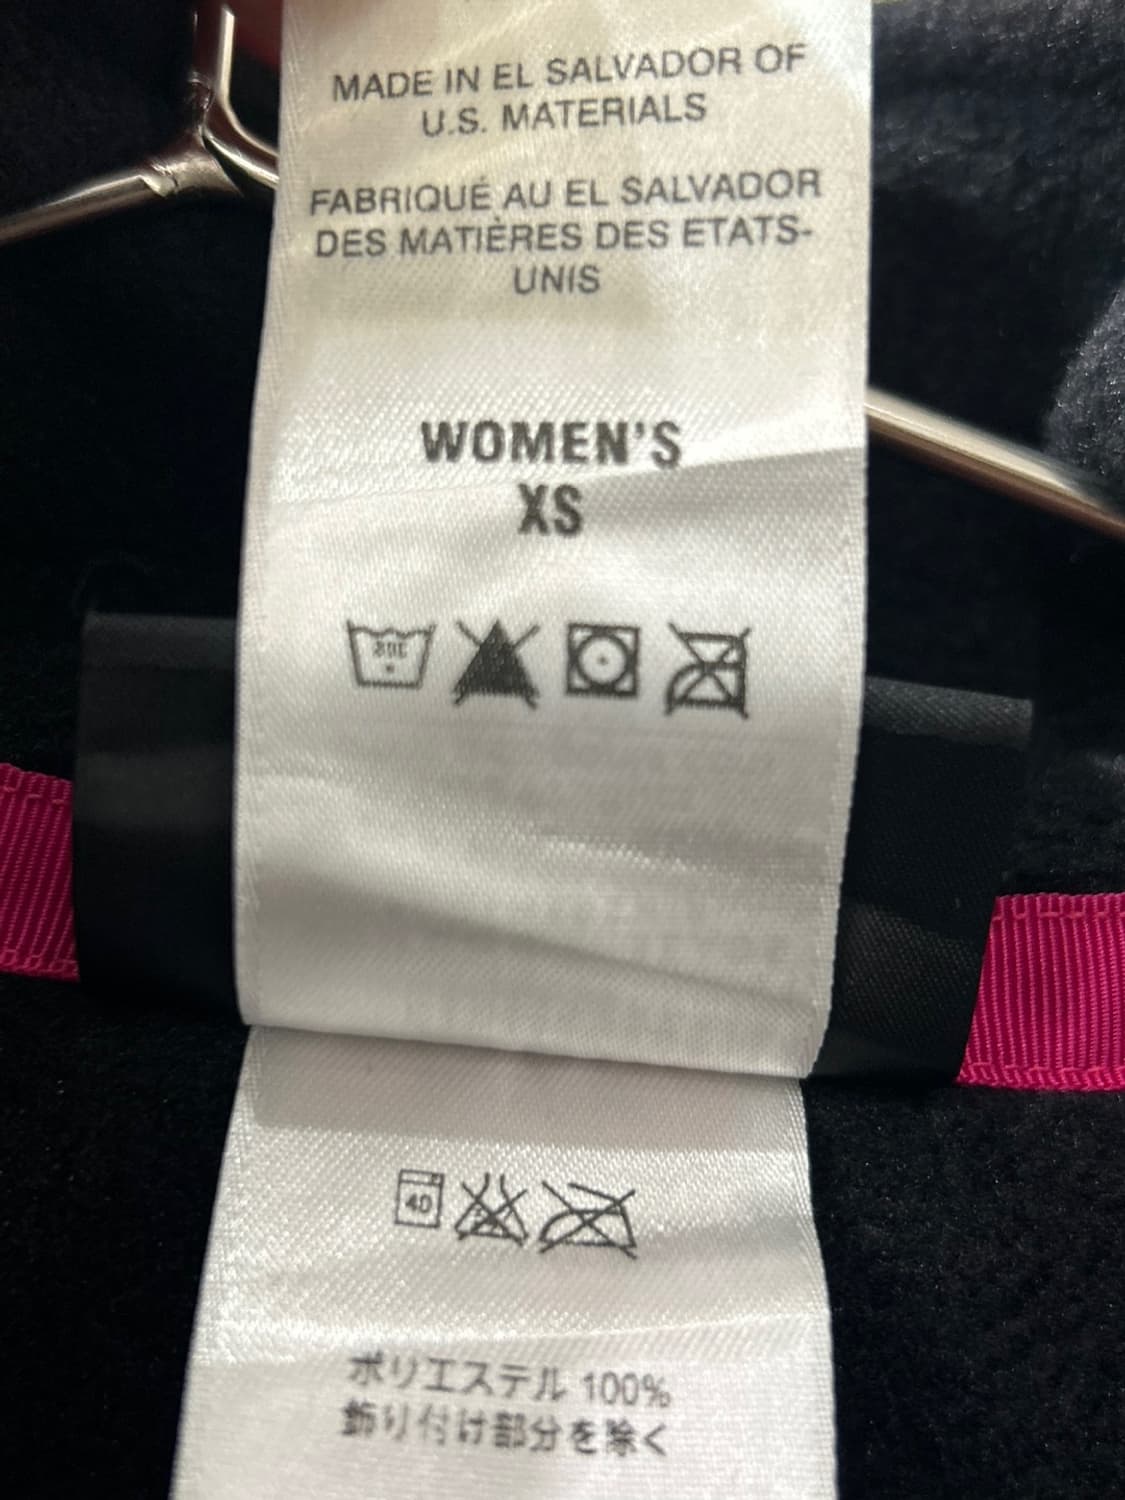 MADE IN EL SALVADOR OF
U.S. MATERIALS
FABRIQUÉ AU EL SALVADOR
DES MATIÈRES DES ETATS-
UNIS
WOMEN'S
XS
40
ポリエステル 100%
飾り付け部分を除く